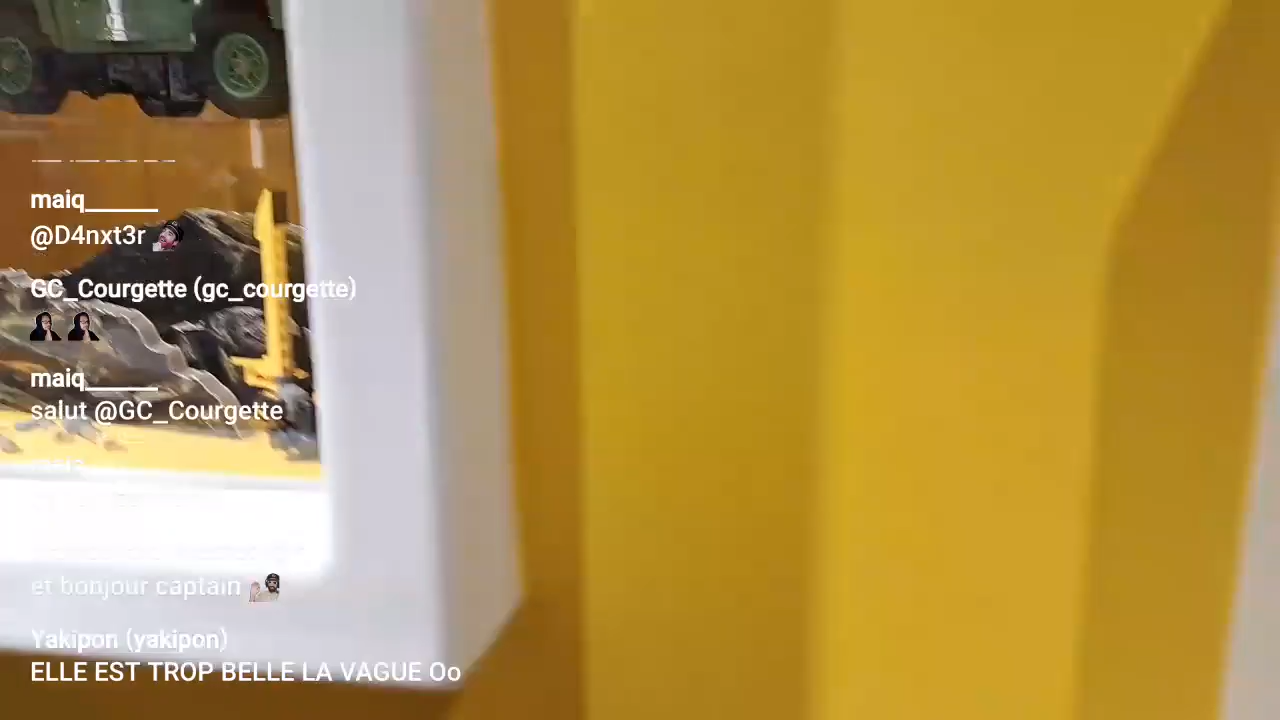 maiq______
@D4nxt3r
GC_Courgette (gc_courgette)
maiq______
salut @GC_Courgette
et bonjour captain
Yakipon (yakipon)
ELLE EST TROP BELLE LA VAGUE Oo